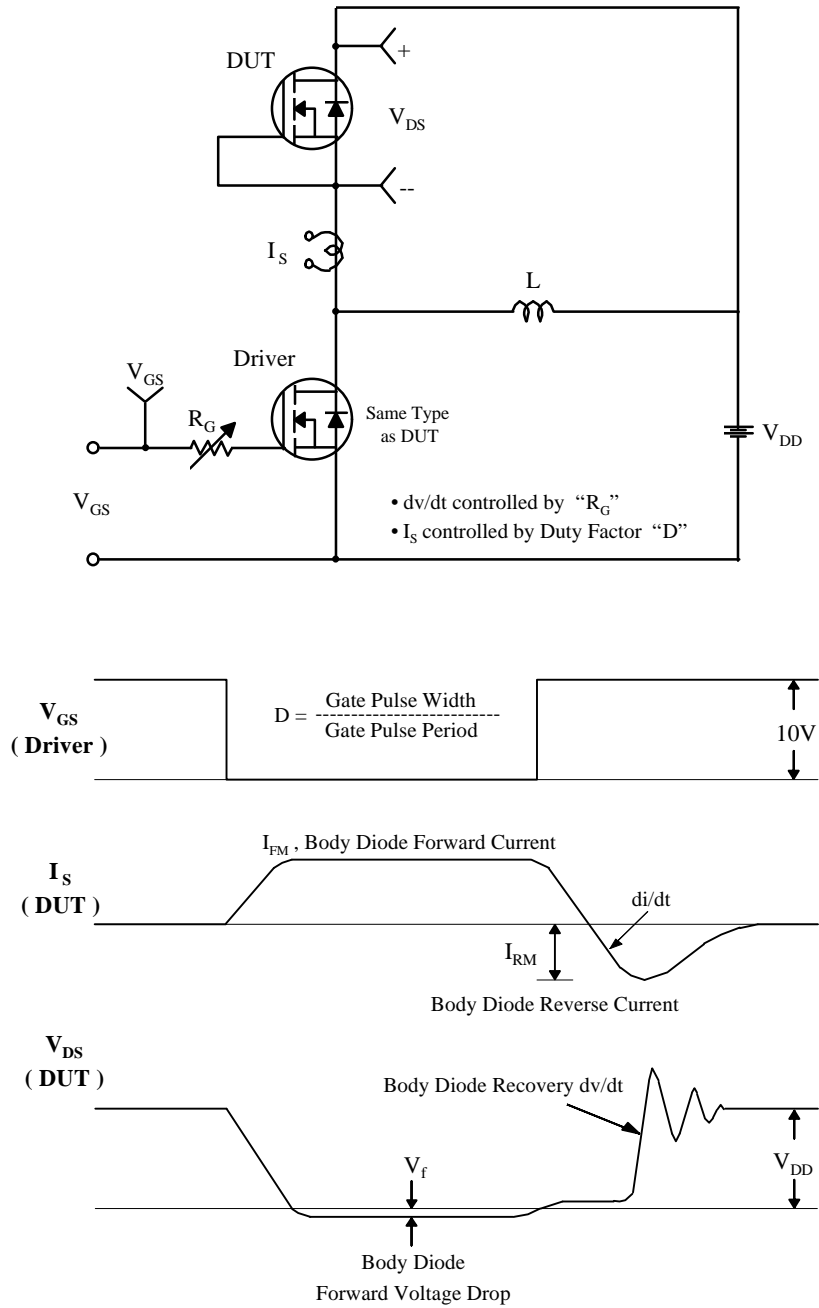 DUT
+
V_DS
--
I_S
L
Driver
V_GS
R_G
Same Type
as DUT
V_DD
V_GS
• dv/dt controlled by “R_G”
• I_S controlled by Duty Factor “D”
V_GS
( Driver )
D = Gate Pulse Width
--------------------------
Gate Pulse Period
10V
I_FM , Body Diode Forward Current
I_S
( DUT )
di/dt
I_RM
Body Diode Reverse Current
V_DS
( DUT )
Body Diode Recovery dv/dt
V_f
V_DD
Body Diode
Forward Voltage Drop